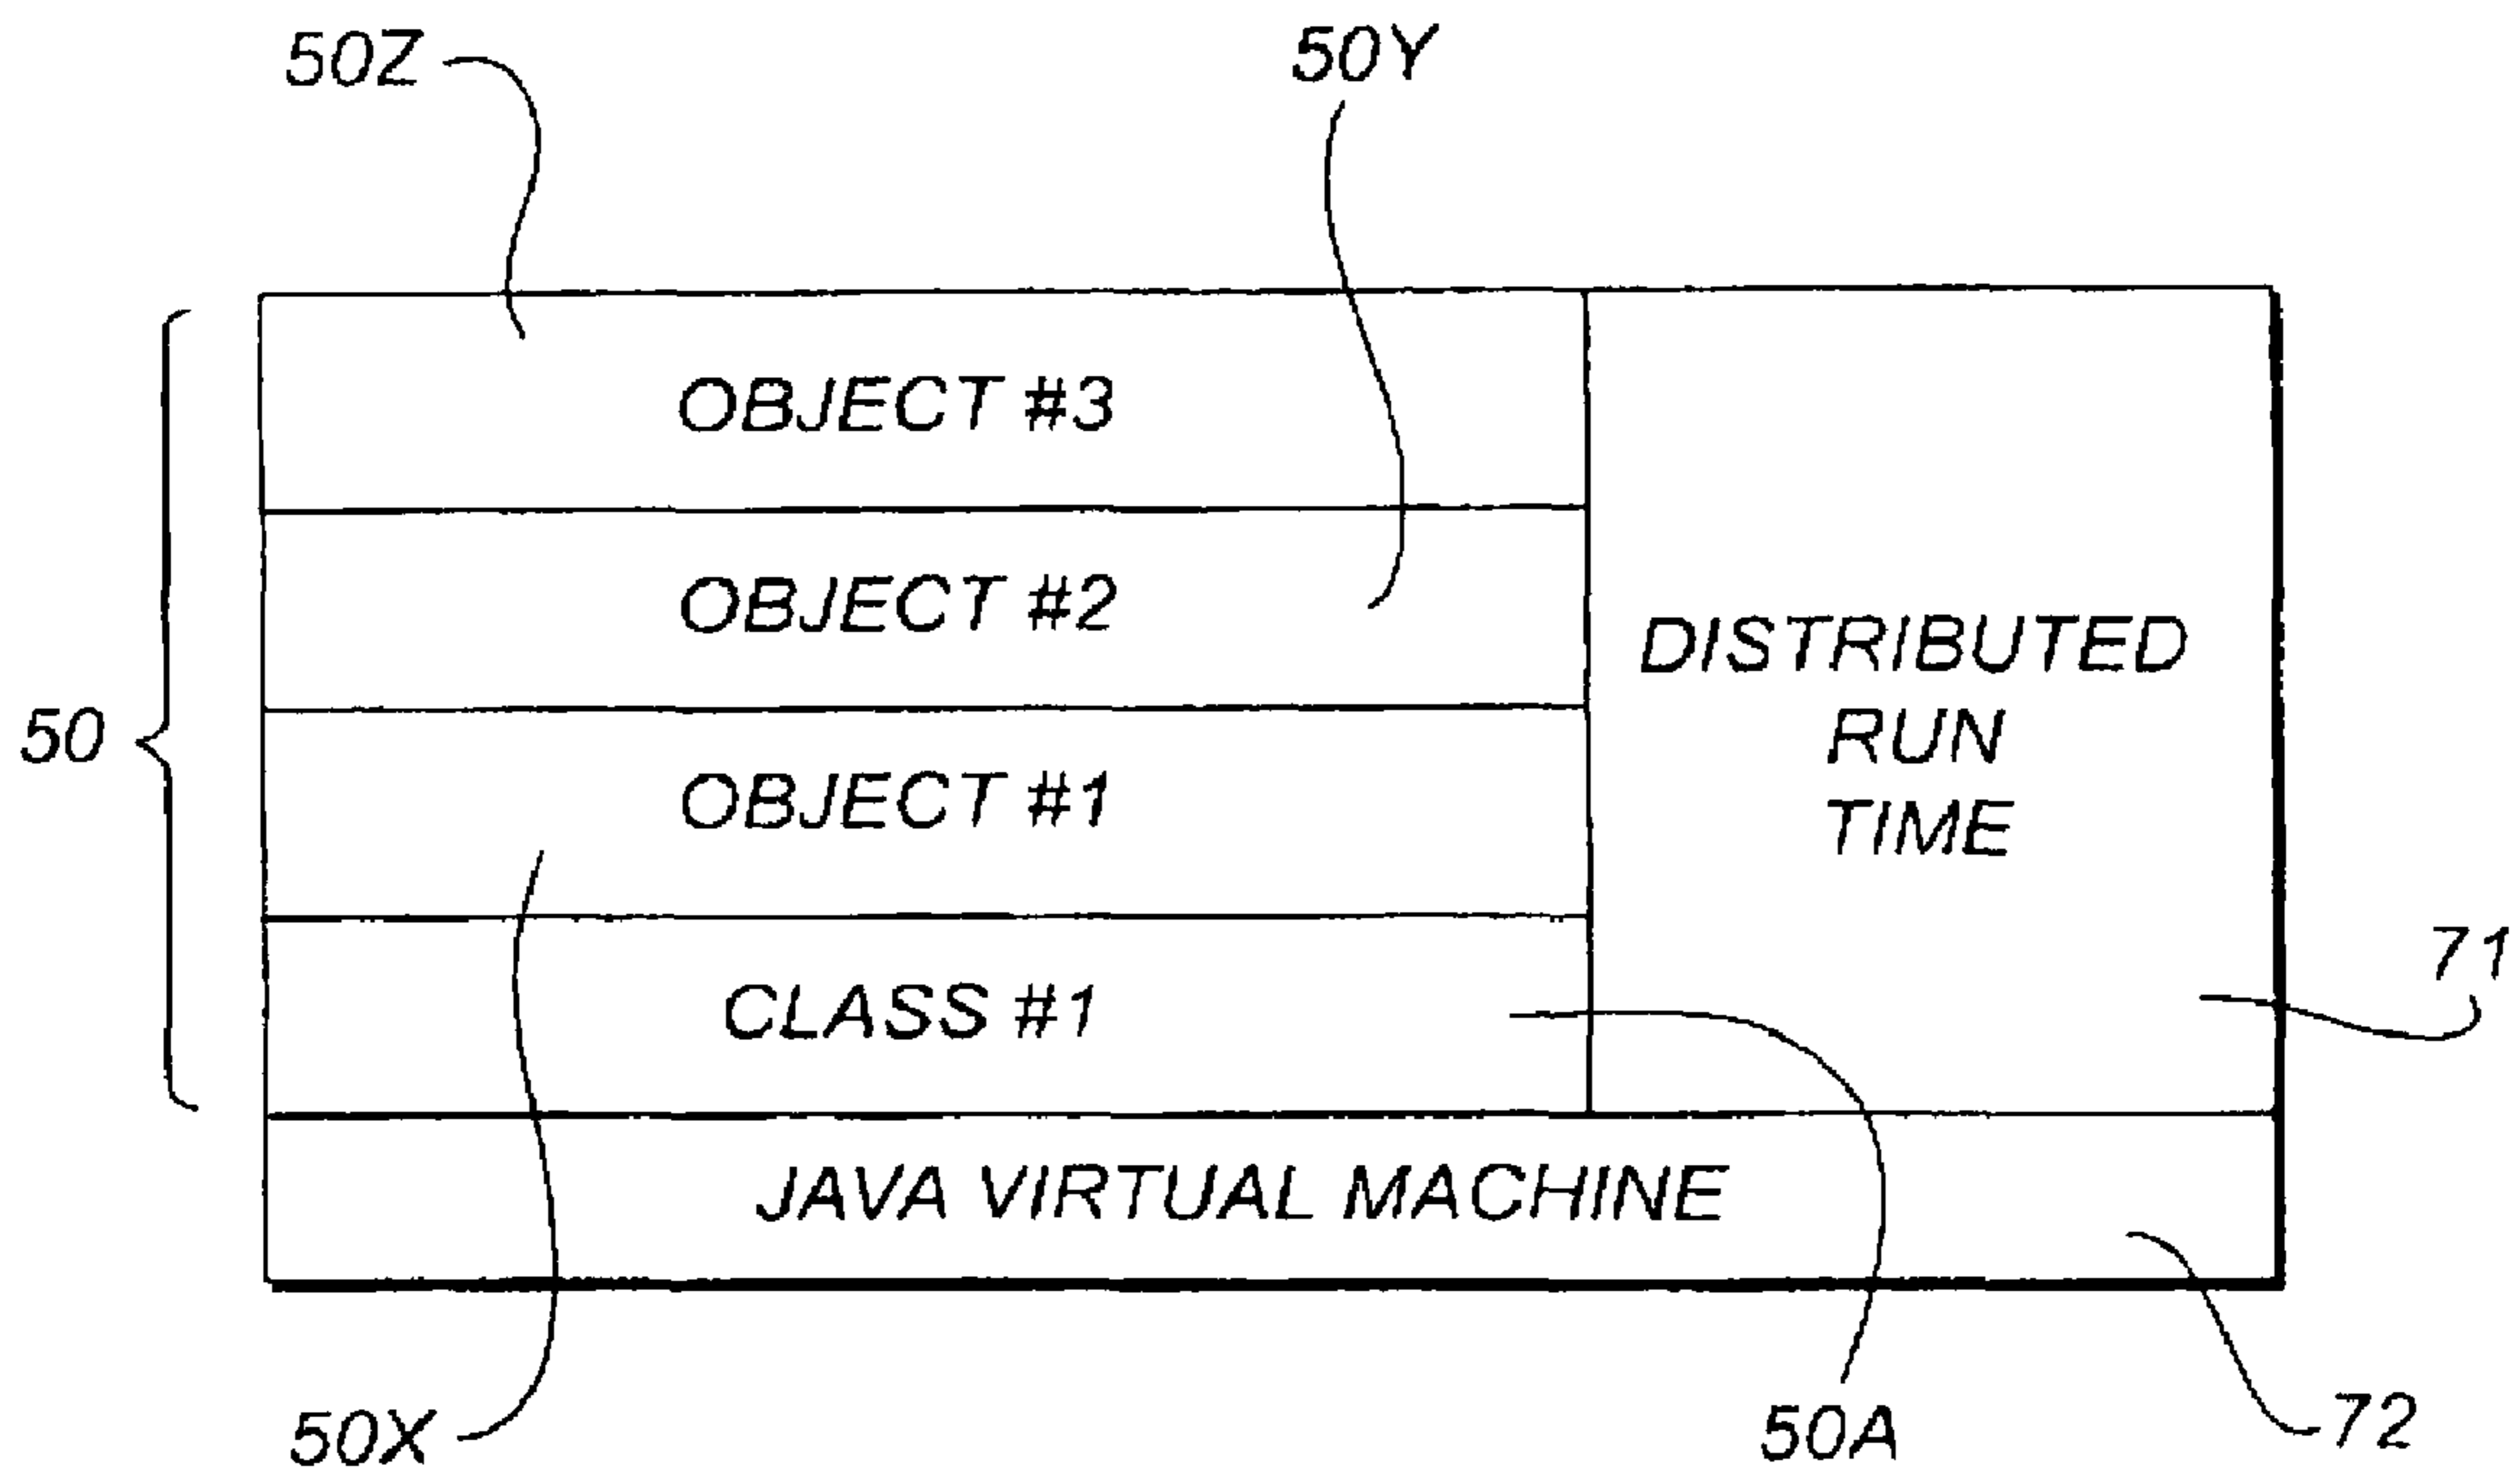 50Z
50Y
OBJECT #3
OBJECT #2
DISTRIBUTED
RUN
TIME
50
OBJECT #1
71
CLASS #1
JAVA VIRTUAL MACHINE
50X
50A
72